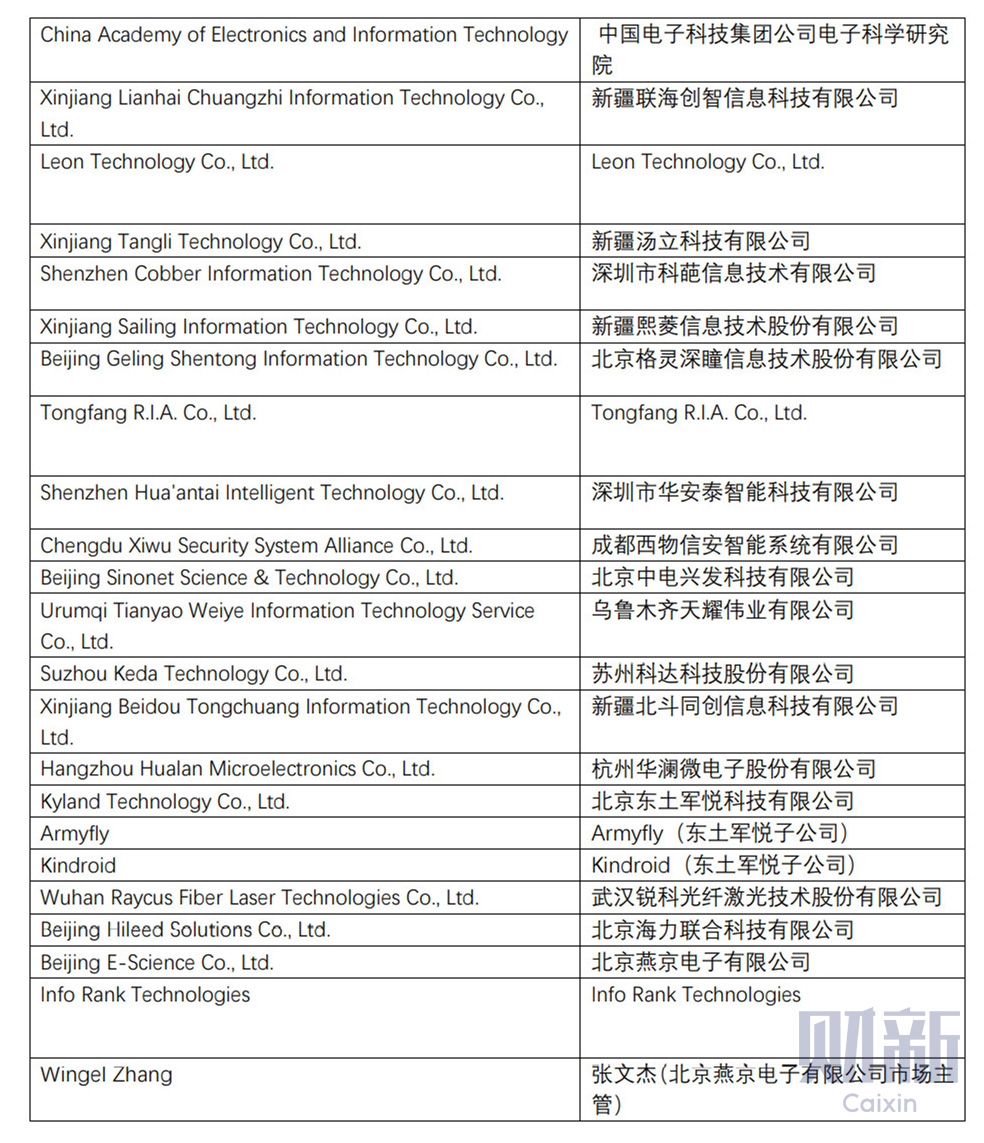 China Academy of Electronics and Information Technology
中国电子科技集团公司电子科学研究
院
Xinjiang Lianhai Chuangzhi Information Technology Co.,
Ltd.
新疆联海创智信息科技有限公司
Leon Technology Co., Ltd.
Leon Technology Co., Ltd.
Xinjiang Tangli Technology Co., Ltd.
新疆汤立科技有限公司
Shenzhen Cobber Information Technology Co., Ltd.
深圳市科葩信息技术有限公司
Xinjiang Sailing Information Technology Co., Ltd.
新疆熙菱信息技术股份有限公司
Beijing Geling Shentong Information Technology Co., Ltd.
北京格灵深瞳信息技术股份有限公司
Tongfang R.I.A. Co., Ltd.
Tongfang R.I.A. Co., Ltd.
Shenzhen Hua'antai Intelligent Technology Co., Ltd.
深圳市华安泰智能科技有限公司
Chengdu Xiwu Security System Alliance Co., Ltd.
成都西物信安智能系统有限公司
Beijing Sinonet Science & Technology Co., Ltd.
北京中电兴发科技有限公司
Urumqi Tianyao Weiye Information Technology Service
Co., Ltd.
乌鲁木齐天耀伟业有限公司
Suzhou Keda Technology Co., Ltd.
苏州科达科技股份有限公司
Xinjiang Beidou Tongchuang Information Technology Co.,
Ltd.
新疆北斗同创信息科技有限公司
Hangzhou Hualan Microelectronics Co., Ltd.
杭州华澜微电子股份有限公司
Kyland Technology Co., Ltd.
北京东土军悦科技有限公司
Armyfly
Armyfly（东土军悦子公司）
Kindroid
Kindroid（东土军悦子公司）
Wuhan Raycus Fiber Laser Technologies Co., Ltd.
武汉锐科光纤激光技术股份有限公司
Beijing Hileed Solutions Co., Ltd.
北京海力联合科技有限公司
Beijing E-Science Co., Ltd.
北京燕京电子有限公司
Info Rank Technologies
Info Rank Technologies
Wingel Zhang
张文杰（北京燕京电子有限公司市场主
管）
财新
Caixin